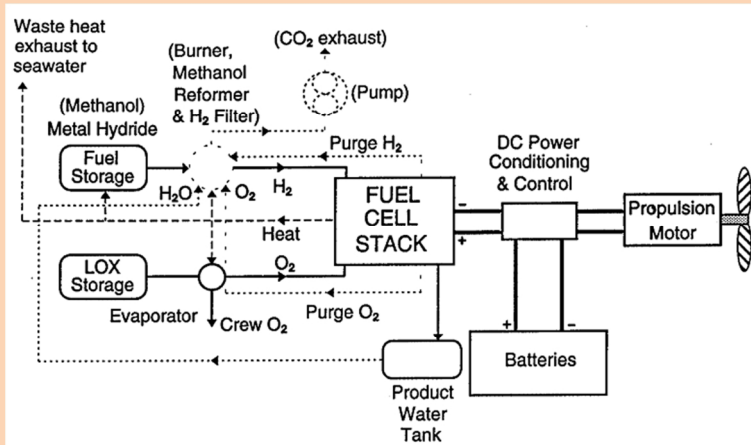 Waste heat
exhaust to
seawater
(CO₂ exhaust)
(Burner,
Methanol
Reformer
& H₂ Filter)
(Pump)
(Methanol)
Metal Hydride
Fuel
Storage
Purge H₂
H₂O
O₂
H₂
DC Power
Conditioning
& Control
FUEL
CELL
STACK
–
+
Propulsion
Motor
Heat
LOX
Storage
O₂
Evaporator
Crew O₂
Purge O₂
+
–
Batteries
Product
Water
Tank